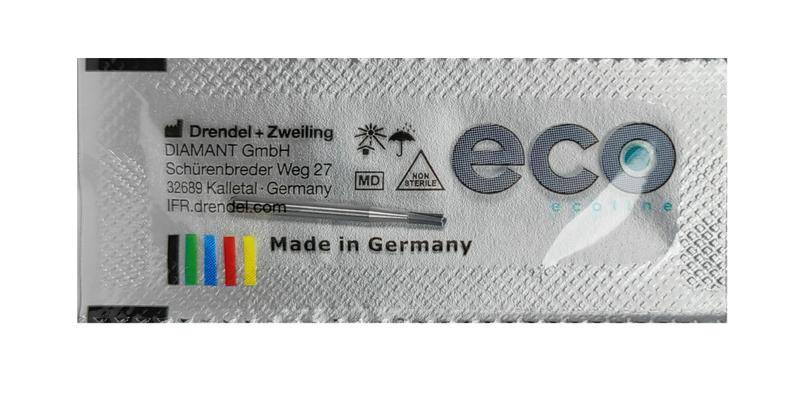 Drendel + Zweiling
DIAMANT GmbH
Schürenbreder Weg 27
32689 Kalletal · Germany
IFR.drendel.com
MD
NON
STERILE
eco
ecoline
Made in Germany